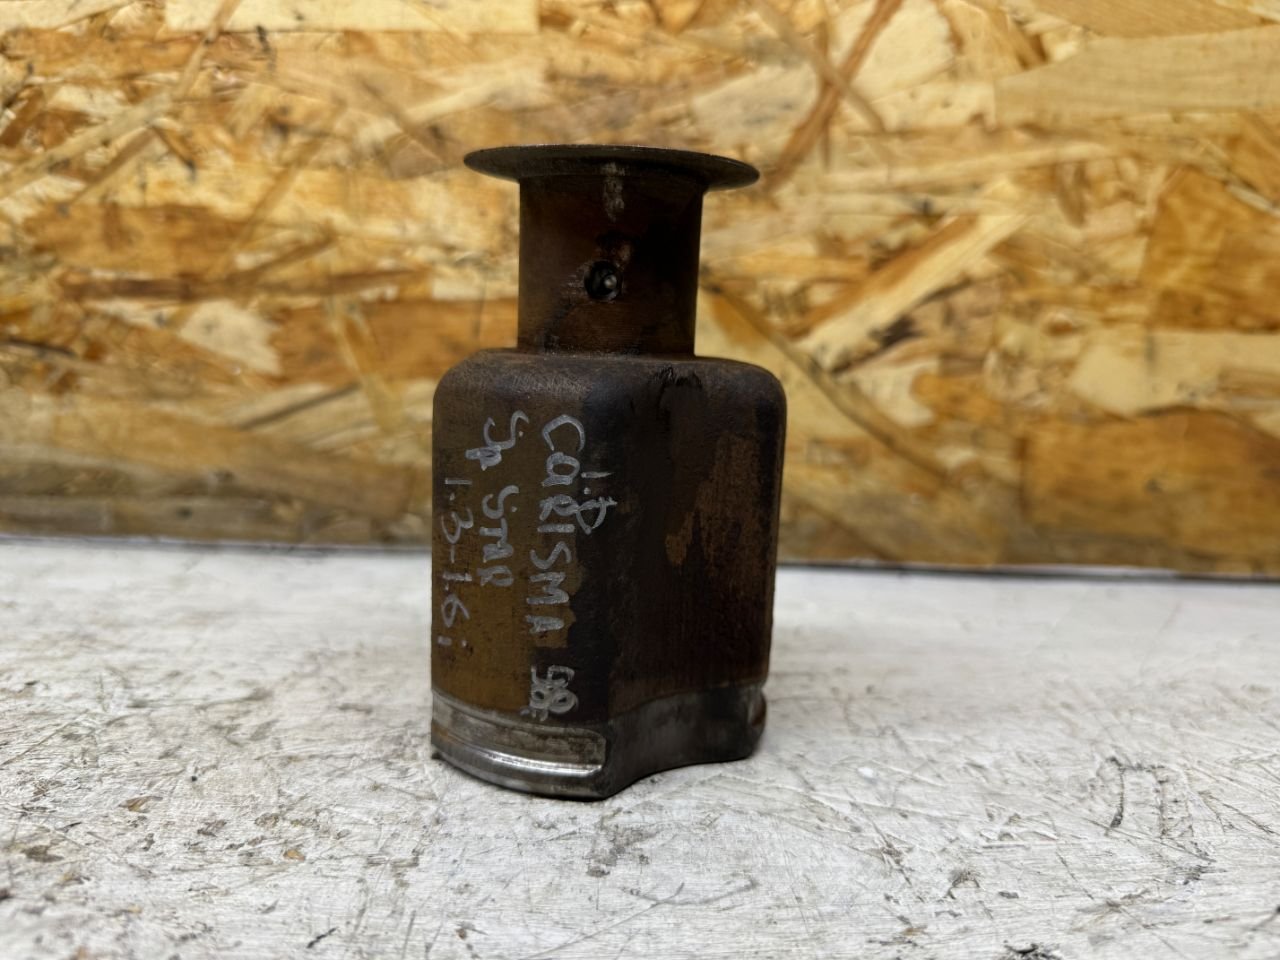 1.8
CARISMA 98
Sp STAR
1.3-1.6i